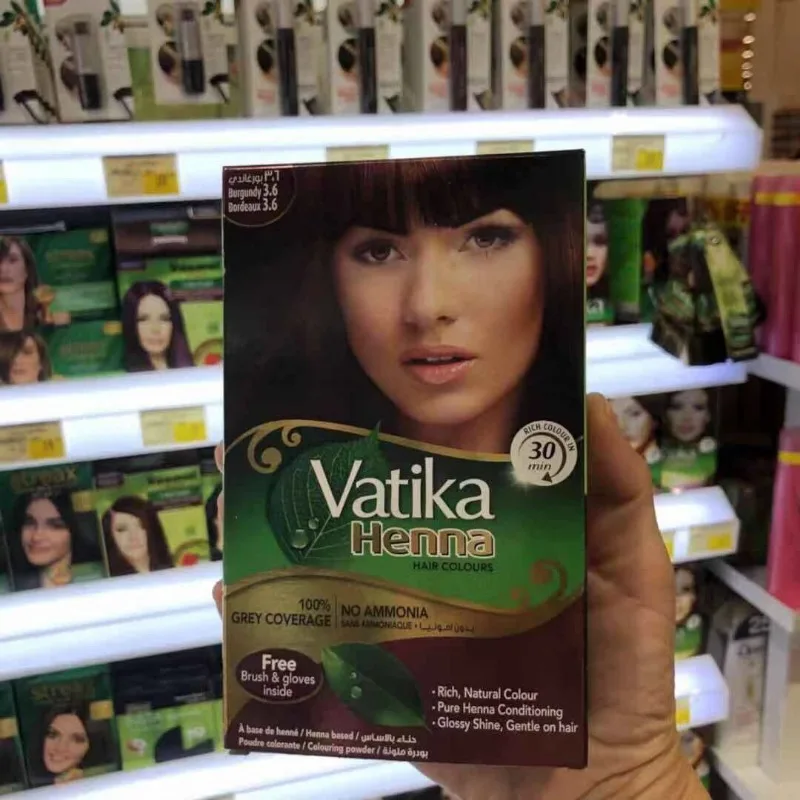 ٣.٦ بورغاندي
Burgundy 3.6
Bordeaux 3.6
RICH COLOUR IN
30
min
Vatika
Henna
HAIR COLOURS
100%
GREY COVERAGE
NO AMMONIA
SANS AMMONIAQUE • بدون امونيا
Free
Brush & gloves
inside
• Rich, Natural Colour
• Pure Henna Conditioning
• Glossy Shine, Gentle on hair
À base de henné / Henna based / حناء بالاساس
Poudre colorante / Colouring powder / بودرة ملونة